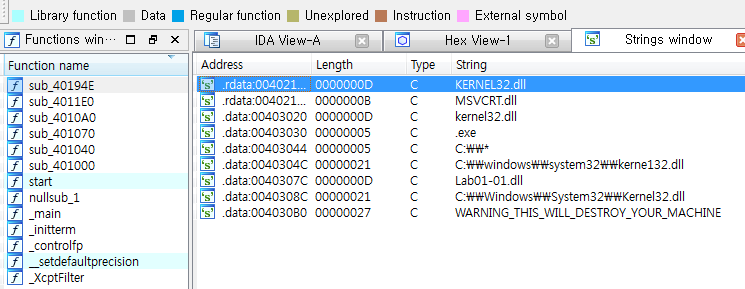 Library function Data Regular function Unexplored Instruction External symbol
Functions win...
Function name
sub_40194E
sub_4011E0
sub_4010A0
sub_401070
sub_401040
sub_401000
start
nullsub_1
_main
_initterm
_controlfp
__setdefaultprecision
_XcptFilter
IDA View-A Hex View-1 Strings window
Address Length Type String
.rdata:004021... 0000000D C KERNEL32.dll
.rdata:004021... 0000000B C MSVCRT.dll
.data:00403020 0000000D C kernel32.dll
.data:00403030 00000005 C .exe
.data:00403044 00000005 C C:₩₩*
.data:0040304C 00000021 C C:₩₩windows₩₩system32₩₩kerne132.dll
.data:0040307C 0000000D C Lab01-01.dll
.data:0040308C 00000021 C C:₩₩Windows₩₩System32₩₩Kernel32.dll
.data:004030B0 00000027 C WARNING_THIS_WILL_DESTROY_YOUR_MACHINE